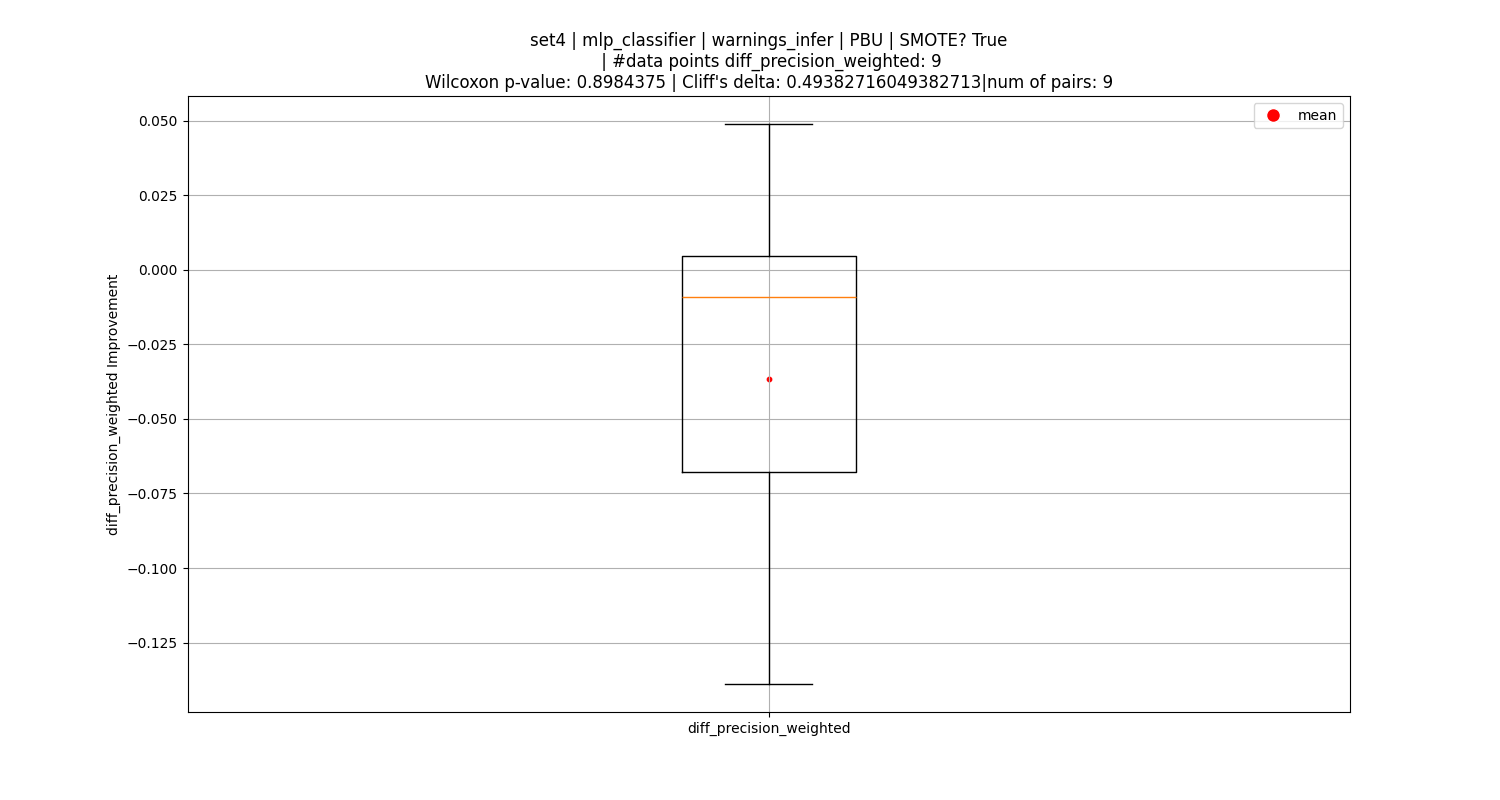 set4 | mlp_classifier | warnings_infer | PBU | SMOTE? True
| #data points diff_precision_weighted: 9
Wilcoxon p-value: 0.8984375 | Cliff's delta: 0.49382716049382713|num of pairs: 9
mean
0.050
0.025
0.000
−0.025
−0.050
−0.075
−0.100
−0.125
diff_precision_weighted Improvement
diff_precision_weighted